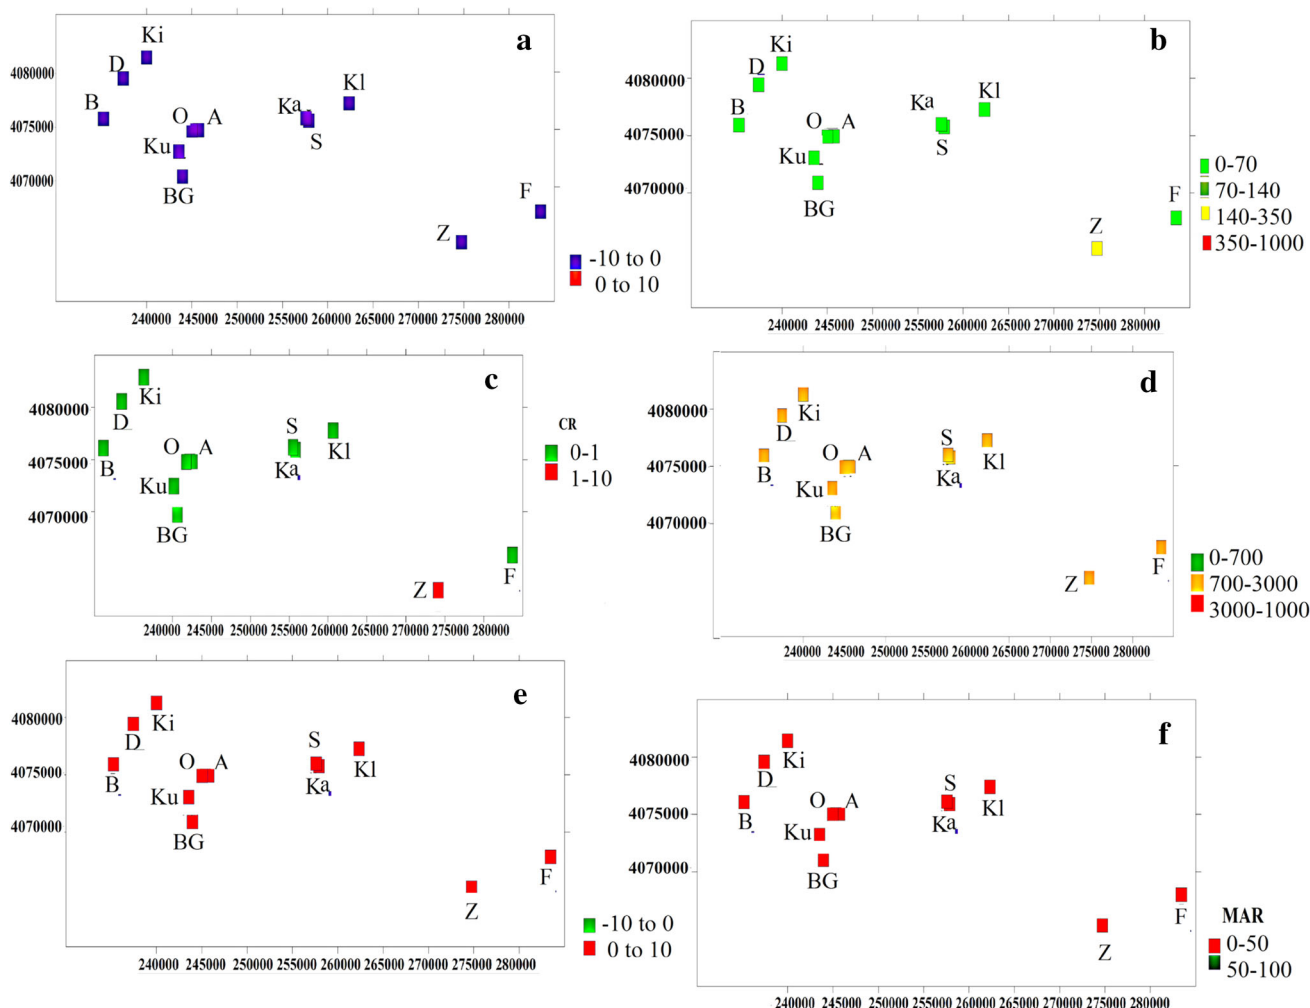 a
Ki
D
B
O
A
Ku
BG
Ka
S
Kl
F
Z
4080000
4075000
4070000
-10 to 0
0 to 10
240000 245000 250000 255000 260000 265000 270000 275000 280000
b
Ki
D
B
O
A
Ku
BG
Ka
S
Kl
F
Z
4080000
4075000
4070000
0-70
70-140
140-350
350-1000
240000 245000 250000 255000 260000 265000 270000 275000 280000
c
Ki
D
B
O
A
Ku
BG
S
Ka
Kl
Z
F
4080000
4075000
4070000
CR
0-1
1-10
240000 245000 250000 255000 260000 265000 270000 275000 280000
d
Ki
D
B
O
A
Ku
BG
S
Ka
Kl
Z
F
4080000
4075000
4070000
0-700
700-3000
3000-1000
240000 245000 250000 255000 260000 265000 270000 275000 280000
e
Ki
D
B
O
A
Ku
BG
S
Ka
Kl
F
Z
4080000
4075000
4070000
-10 to 0
0 to 10
240000 245000 250000 255000 260000 265000 270000 275000 280000
f
Ki
D
B
O
A
Ku
BG
S
Ka
Kl
F
Z
4080000
4075000
4070000
MAR
0-50
50-100
240000 245000 250000 255000 260000 265000 270000 275000 280000